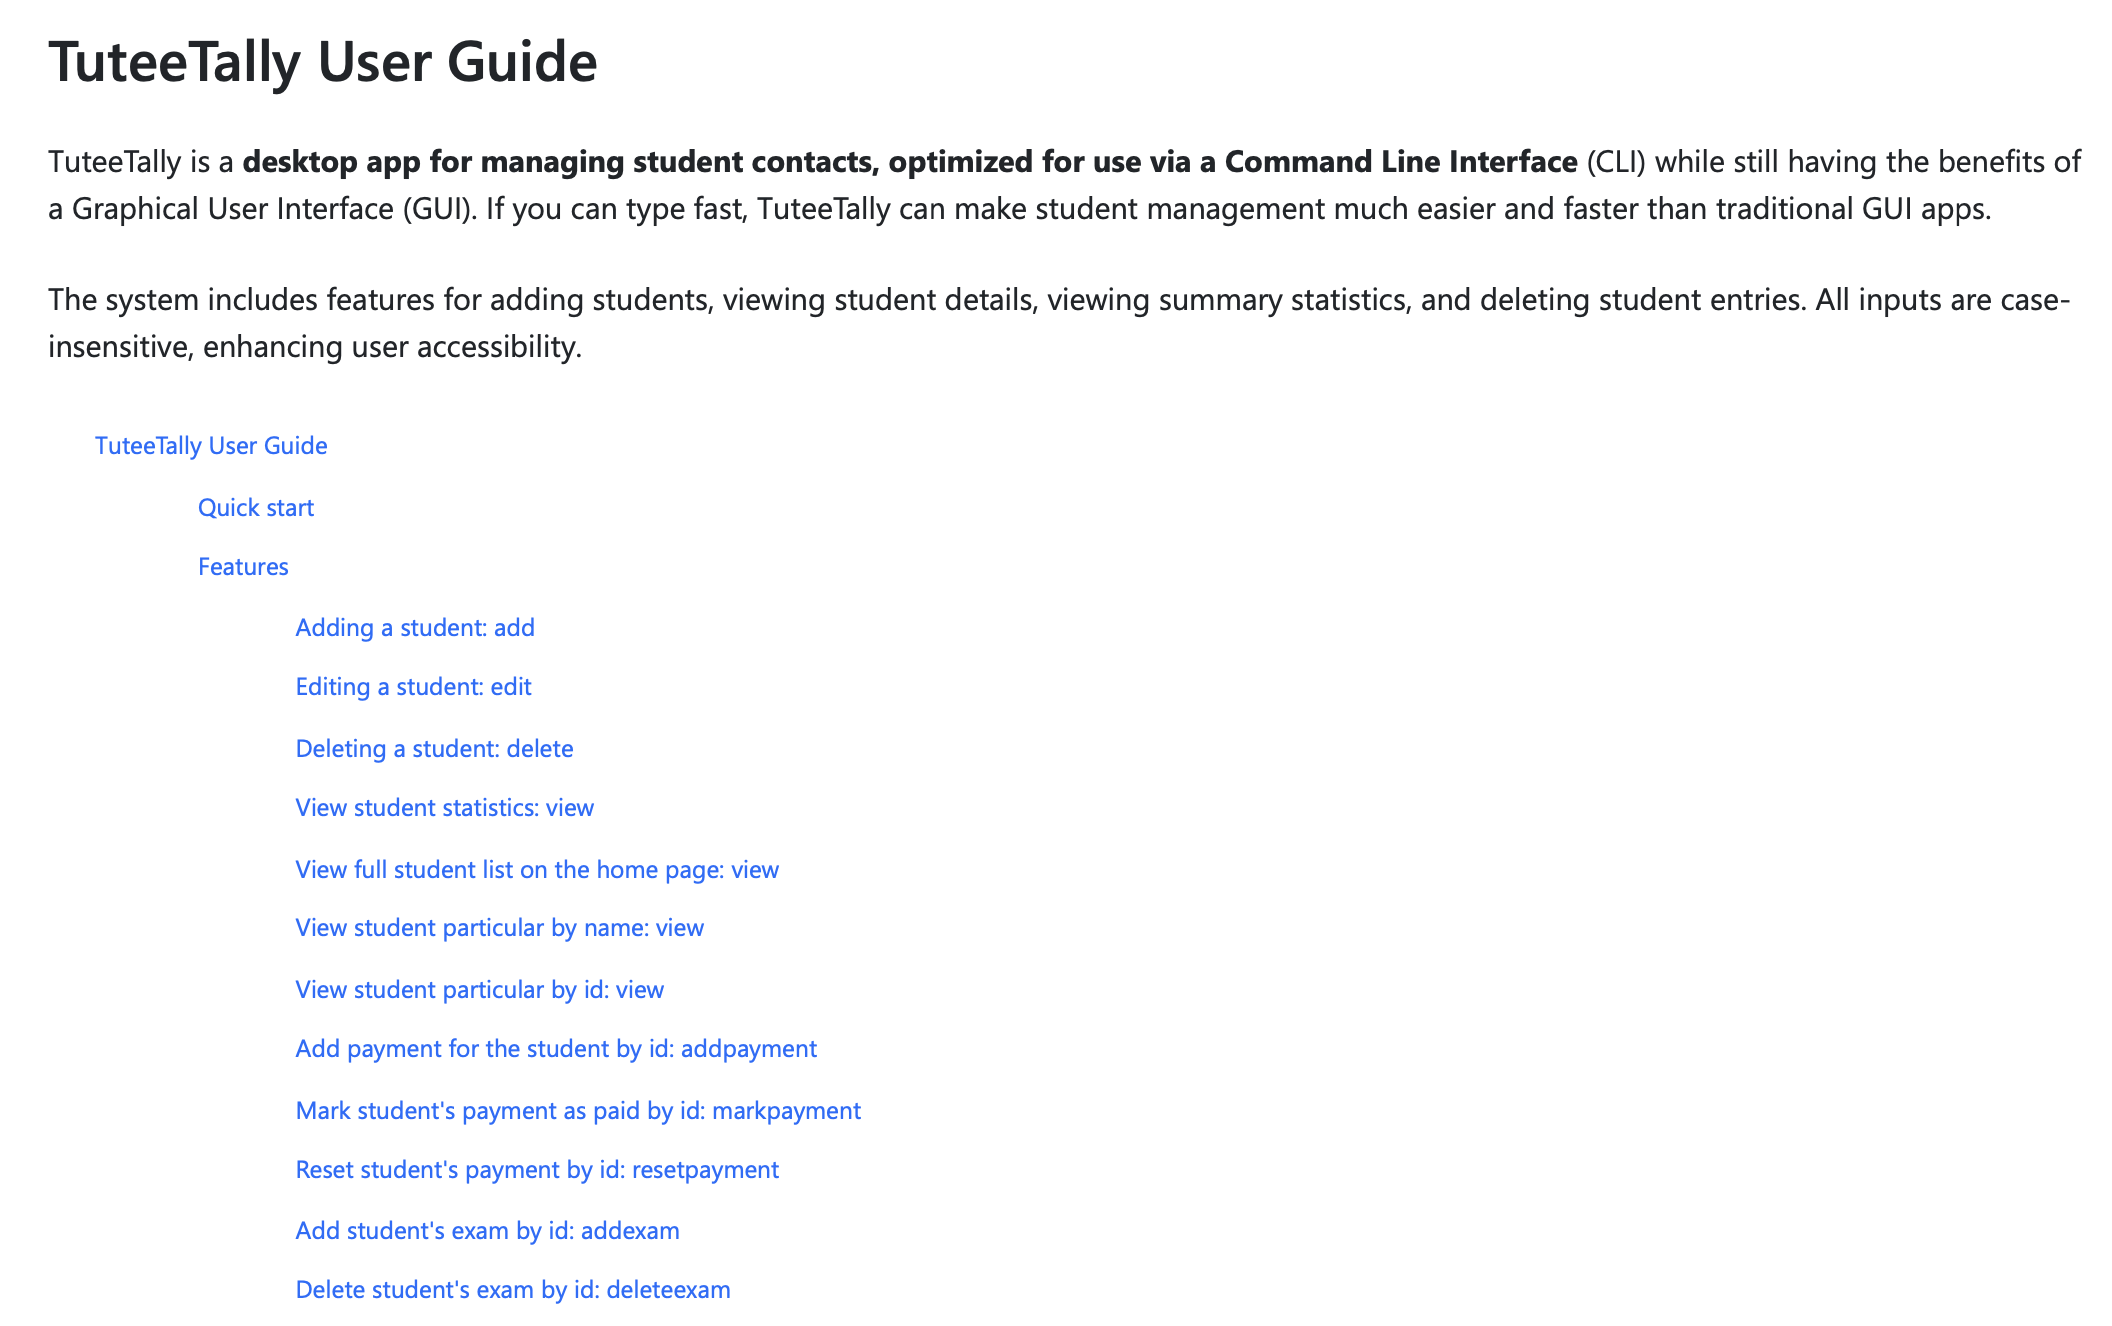 TuteeTally User Guide
TuteeTally is a desktop app for managing student contacts, optimized for use via a Command Line Interface (CLI) while still having the benefits of
a Graphical User Interface (GUI). If you can type fast, TuteeTally can make student management much easier and faster than traditional GUI apps.
The system includes features for adding students, viewing student details, viewing summary statistics, and deleting student entries. All inputs are case-
insensitive, enhancing user accessibility.
TuteeTally User Guide
Quick start
Features
Adding a student: add
Editing a student: edit
Deleting a student: delete
View student statistics: view
View full student list on the home page: view
View student particular by name: view
View student particular by id: view
Add payment for the student by id: addpayment
Mark student's payment as paid by id: markpayment
Reset student's payment by id: resetpayment
Add student's exam by id: addexam
Delete student's exam by id: deleteexam